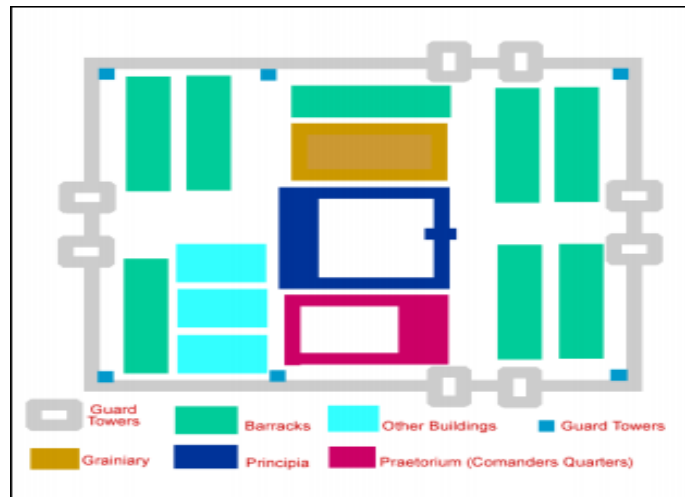 Guard
Towers
Barracks
Other Buildings
Guard Towers
Grainiary
Principia
Praetorium (Comanders Quarters)